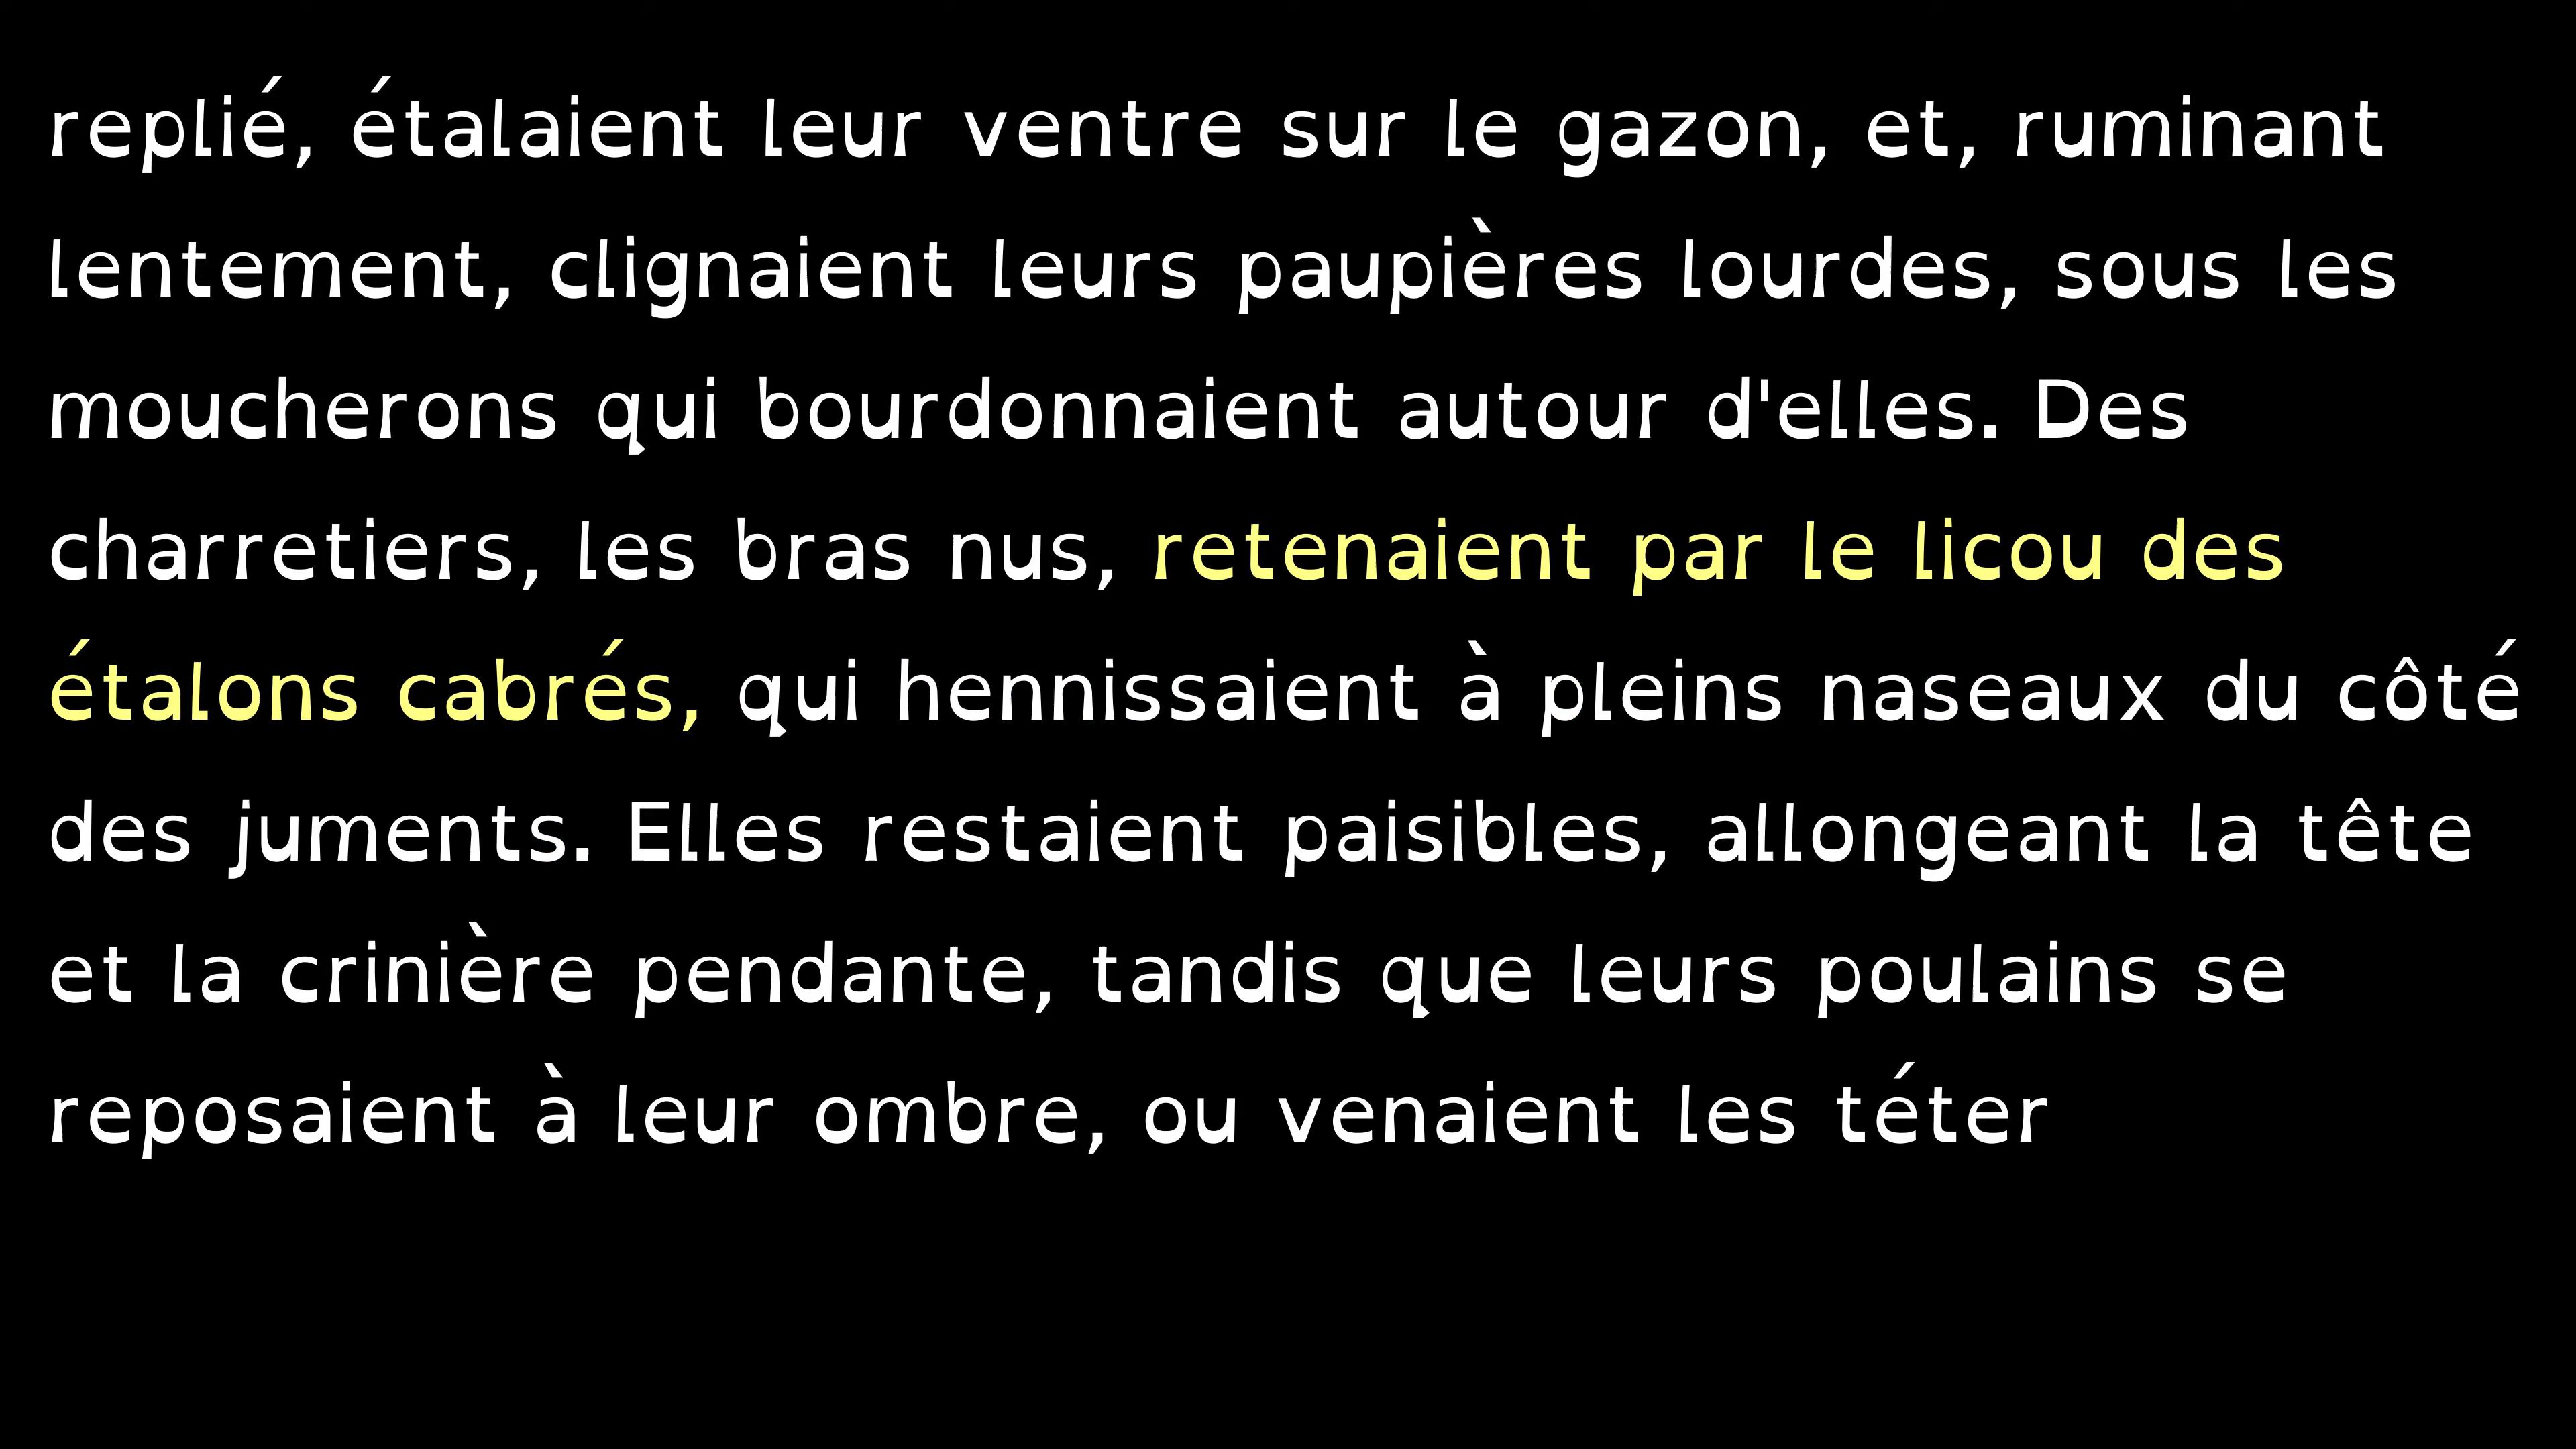 replié, étalaient leur ventre sur le gazon, et, ruminant
lentement, clignaient leurs paupières lourdes, sous les
moucherons qui bourdonnaient autour d'elles. Des
charretiers, les bras nus, retenaient par le licou des
étalons cabrés, qui hennissaient à pleins naseaux du côté
des juments. Elles restaient paisibles, allongeant la tête
et la crinière pendante, tandis que leurs poulains se
reposaient à leur ombre, ou venaient les téter